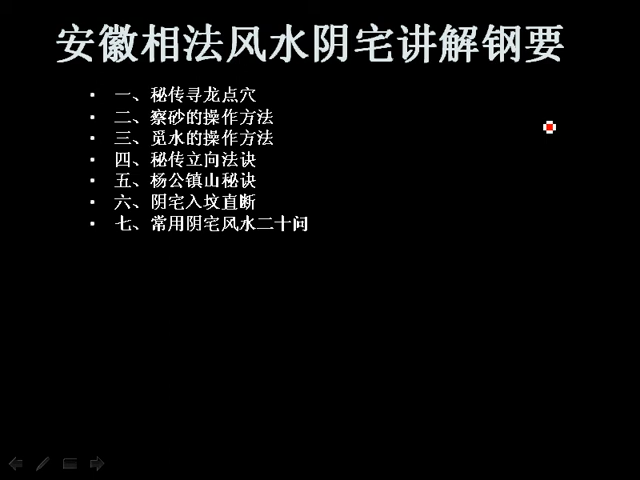 安徽相法风水阴宅讲解钢要
一、秘传寻龙点穴
二、察砂的操作方法
三、觅水的操作方法
四、秘传立向法诀
五、杨公镇山秘诀
六、阴宅入坟直断
七、常用阴宅风水二十问